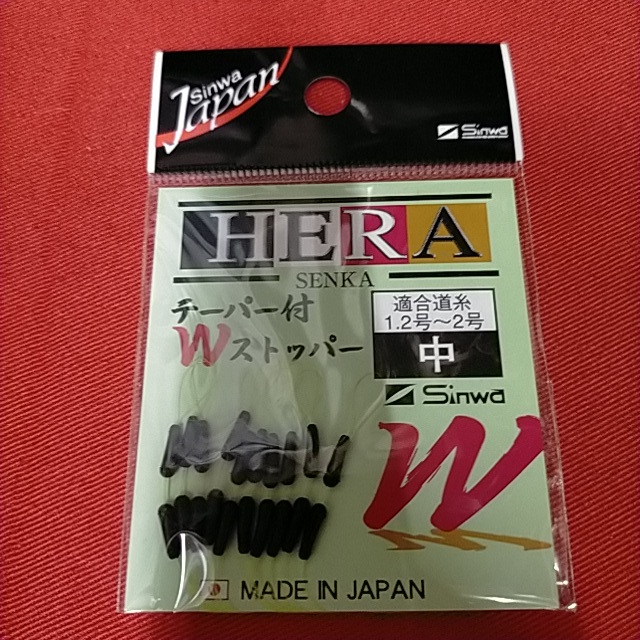 Sinwa
Japan
Sinwa
HERA
SENKA
テーパー付
Wストッパー
適合道糸
1.2号〜2号
中
Sinwa
W
MADE IN JAPAN